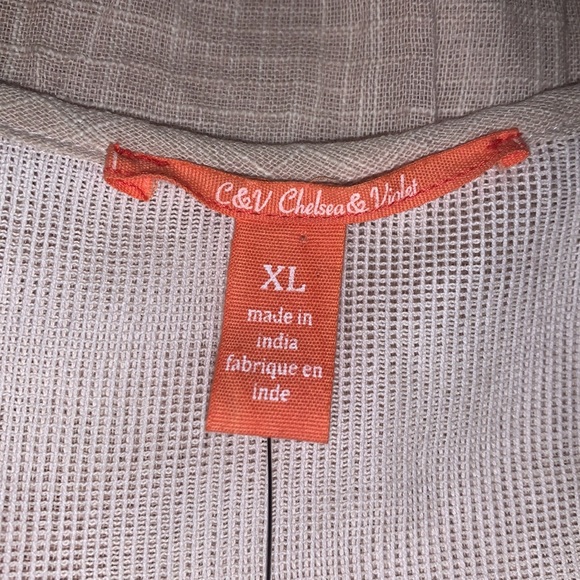 C&V Chelsea & Violet
XL
made in
india
fabrique en
inde